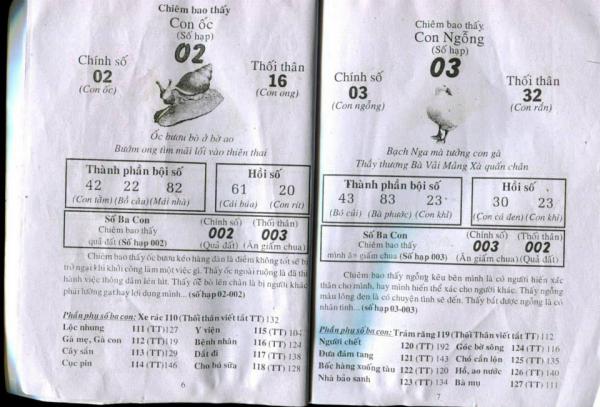 Chiêm bao thấy
Con ốc
(Số hạp)
02
Chính số
02
(Con ốc)
Thối thân
16
(Con ong)
Ốc bươu bò ở bờ ao
Bướm ong tìm mãi lối vào thiên thai
Thành phần bội số
42 22 82
(Con tằm) (Bồ câu) (Mái nhà)
Hồi số
61 20
(Cái búa) (Con rít)
Số Ba Con
Chiêm bao thấy
quả đất (Số hạp 002)
(Chính số) (Thối thân)
002 003
(Quả đất) (Ăn giấm chua)
Chiêm bao thấy ốc bươu kéo hàng đàn là điềm không tốt sẽ bị
trở ngại khi khởi công làm một việc gì. Thấy ốc ngoài ruộng là đã thi
hành việc thông dâm lén lút. Thấy ốc bò lên chân là bị người khác
phái lường gạt hay lợi dụng mình... (số hạp 02-002)
Phần phụ số ba con: Xe rác 110 (Thối thân viết tắt TT) 132
Lộc nhung 111 (TT) 127 Y viện 115 (TT) 104
Gà mẹ, Gà con 112 (TT) 119 Bệnh nhân 116 (TT) 124
Cây sắn 113 (TT) 129 Dắt đi 117 (TT) 138
Cục pin 114 (TT) 146 Cho bú sữa 118 (TT) 128
6
Chiêm bao thấy
Con Ngỗng
(Số hạp)
03
Chính số
03
(Con ngỗng)
Thối thân
32
(Con rắn)
Bạch Nga mà tưởng con gà
Thầy thương Bà Vãi Mãng Xà quấn chân
Thành phần bội số
43 83 23
(Bó cải) (Bà phước) (Con khỉ)
Hồi số
30 23
(Con cá đen) (Con khỉ)
Số Ba Con
Chiêm bao thấy
mình ăn giấm chua (Số hạp 003)
(Chính số) (Thối thân)
003 002
(Ăn giấm chua) (Quả đất)
Chiêm bao thấy ngỗng kêu bên mình là có người hiến xác
thân cho mình, hay mình hiến thể xác cho người khác. Thấy ngỗng
màu lông đen là có chuyện tình sẽ đến. Thấy bắt được ngỗng là có
nhân tình... (số hạp 03-003)
Phần phụ số ba con: Trăm răng 119 (Thối Thân viết tắt TT) 112
Người chết 120 (TT) 192 Góc bờ sông 124 (TT) 116
Đưa đám tang 121 (TT) 143 Chó cắn lộn 125 (TT) 135
Bốc hàng xuống tàu 122 (TT) 120 Hồ, ao nước 126 (TT) 140
Nhà bảo sanh 123 (TT) 134 Bà mụ 127 (TT) 111
7